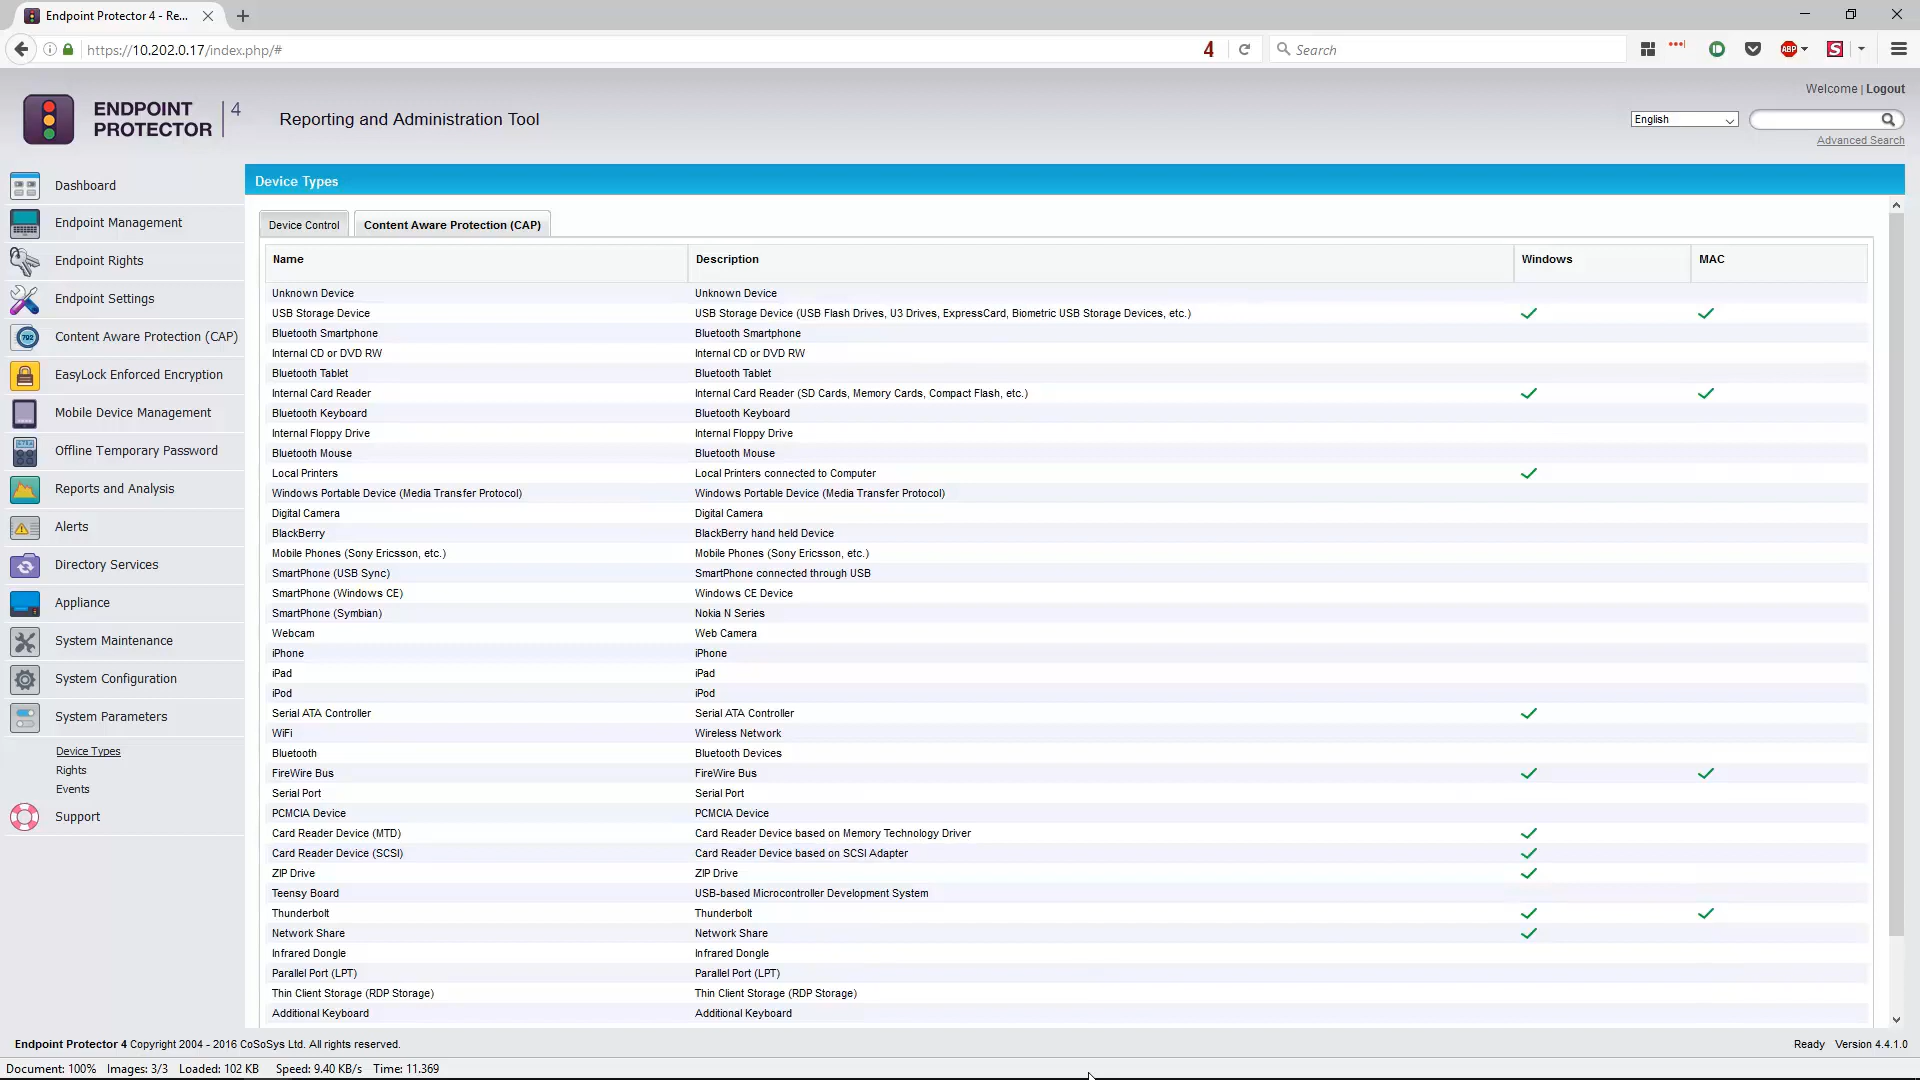 Endpoint Protector 4 - Re...
https://10.202.0.17/index.php/#
4
Search
ABP
S
Welcome | Logout
ENDPOINT PROTECTOR 4
Reporting and Administration Tool
English
Advanced Search
Dashboard
Endpoint Management
Endpoint Rights
Endpoint Settings
Content Aware Protection (CAP)
EasyLock Enforced Encryption
Mobile Device Management
Offline Temporary Password
Reports and Analysis
Alerts
Directory Services
Appliance
System Maintenance
System Configuration
System Parameters
Device Types
Rights
Events
Support
Device Types
Device Control
Content Aware Protection (CAP)
Name Description Windows MAC
Unknown Device Unknown Device
USB Storage Device USB Storage Device (USB Flash Drives, U3 Drives, ExpressCard, Biometric USB Storage Devices, etc.)
Bluetooth Smartphone Bluetooth Smartphone
Internal CD or DVD RW Internal CD or DVD RW
Bluetooth Tablet Bluetooth Tablet
Internal Card Reader Internal Card Reader (SD Cards, Memory Cards, Compact Flash, etc.)
Bluetooth Keyboard Bluetooth Keyboard
Internal Floppy Drive Internal Floppy Drive
Bluetooth Mouse Bluetooth Mouse
Local Printers Local Printers connected to Computer
Windows Portable Device (Media Transfer Protocol) Windows Portable Device (Media Transfer Protocol)
Digital Camera Digital Camera
BlackBerry BlackBerry hand held Device
Mobile Phones (Sony Ericsson, etc.) Mobile Phones (Sony Ericsson, etc.)
SmartPhone (USB Sync) SmartPhone connected through USB
SmartPhone (Windows CE) Windows CE Device
SmartPhone (Symbian) Nokia N Series
Webcam Web Camera
iPhone iPhone
iPad iPad
iPod iPod
Serial ATA Controller Serial ATA Controller
WiFi Wireless Network
Bluetooth Bluetooth Devices
FireWire Bus FireWire Bus
Serial Port Serial Port
PCMCIA Device PCMCIA Device
Card Reader Device (MTD) Card Reader Device based on Memory Technology Driver
Card Reader Device (SCSI) Card Reader Device based on SCSI Adapter
ZIP Drive ZIP Drive
Teensy Board USB-based Microcontroller Development System
Thunderbolt Thunderbolt
Network Share Network Share
Infrared Dongle Infrared Dongle
Parallel Port (LPT) Parallel Port (LPT)
Thin Client Storage (RDP Storage) Thin Client Storage (RDP Storage)
Additional Keyboard Additional Keyboard
Endpoint Protector 4 Copyright 2004 - 2016 CoSoSys Ltd. All rights reserved.
Ready Version 4.4.1.0
Document: 100% Images: 3/3 Loaded: 102 KB Speed: 9.40 KB/s Time: 11.369